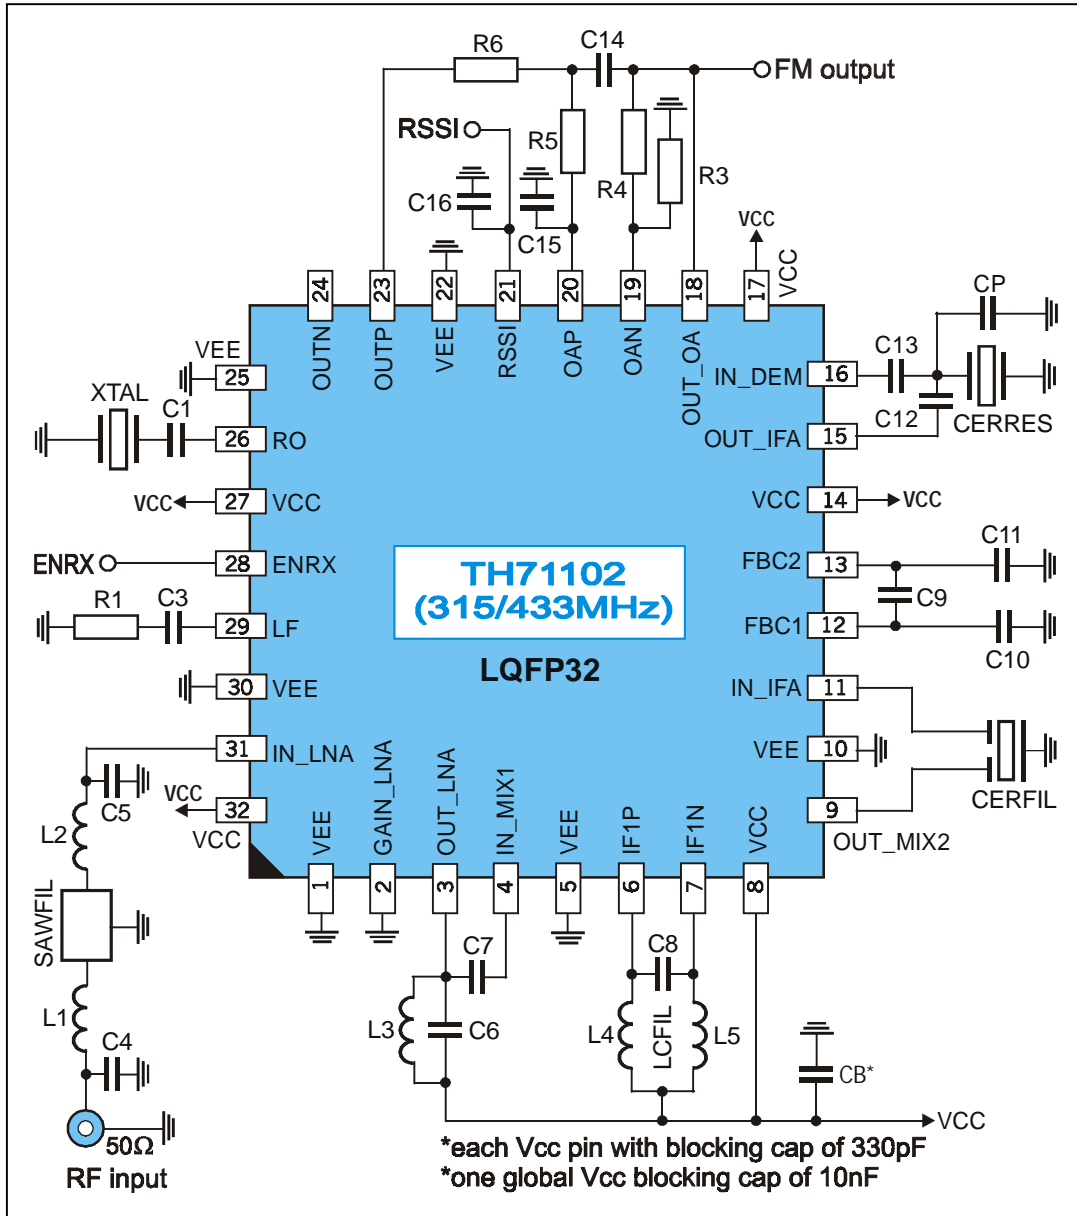 R6
C14
FM output
RSSI
R5
R4
R3
C16
C15
VCC
VCC
24
23
22
21
20
19
18
17
OUTN
OUTP
VEE
RSSI
OAP
OAN
OUT_OA
CP
VEE
25
IN_DEM
16
C13
XTAL
C1
26
RO
OUT_IFA
15
C12
CERRES
VCC
27
VCC
VCC
14
VCC
ENRX
28
ENRX
TH71102
(315/433MHz)
LQFP32
FBC2
13
C11
C9
R1
C3
29
LF
FBC1
12
C10
30
VEE
IN_IFA
11
31
IN_LNA
VEE
10
CERFIL
C5
VCC
32
VCC
9
OUT_MIX2
L2
VEE
GAIN_LNA
OUT_LNA
IN_MIX1
VEE
IF1P
IF1N
VCC
1
2
3
4
5
6
7
8
SAWFIL
C7
C8
L1
L3
C6
L4
LCFIL
L5
C4
CB*
VCC
50Ω
RF input
*each Vcc pin with blocking cap of 330pF
*one global Vcc blocking cap of 10nF